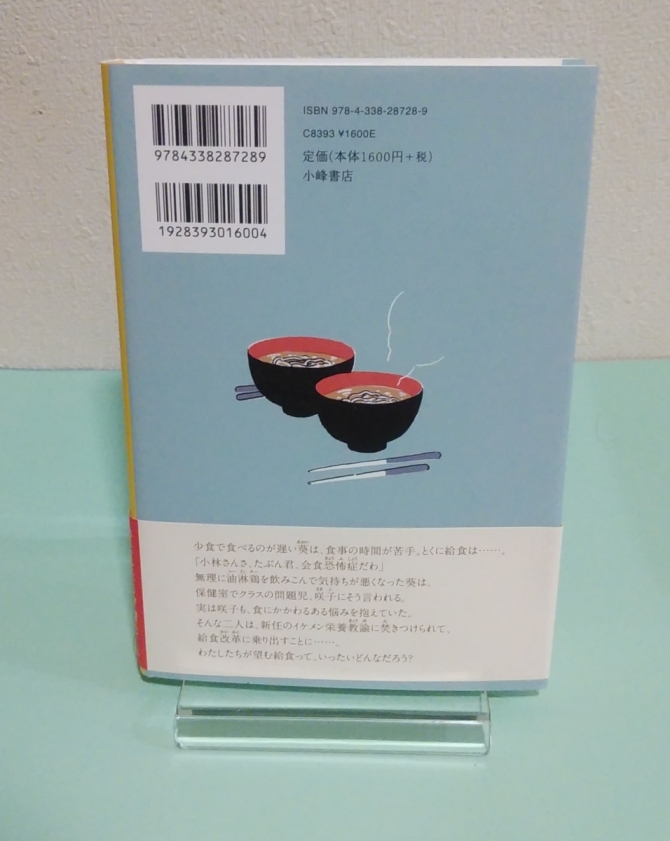 9784338287289
1928393016004
ISBN 978-4-338-28728-9
C8393 ¥1600E
定価(本体1600円+税)
小峰書店
少食で食べるのが遅い葵は、食事の時間が苦手。とくに給食は……。
「小林さんさ、たぶん君、会食恐怖症だわ」
無理に油淋鶏を飲みこんで気持ちが悪くなった葵は、
保健室でクラスの問題児、咲子にそう言われる。
実は咲子も、食にかかわるある悩みを抱えていた。
そんな二人は、新任のイケメン栄養教諭に焚きつけられて、
給食改革に乗り出すことに……。
わたしたちが望む給食って、いったいどんなだろう?